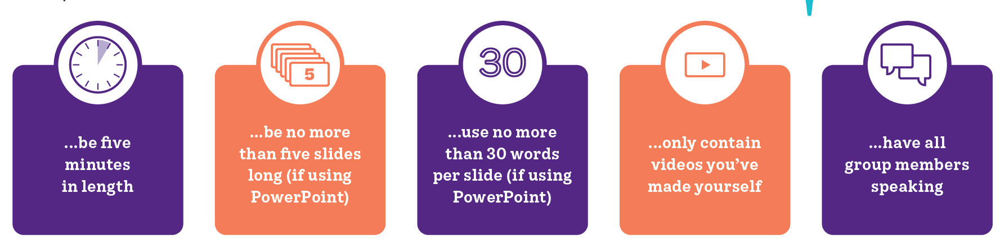 5
30
...be five
minutes
in length
...be no more
than five slides
long (if using
PowerPoint)
...use no more
than 30 words
per slide (if using
PowerPoint)
...only contain
videos you’ve
made yourself
...have all
group members
speaking